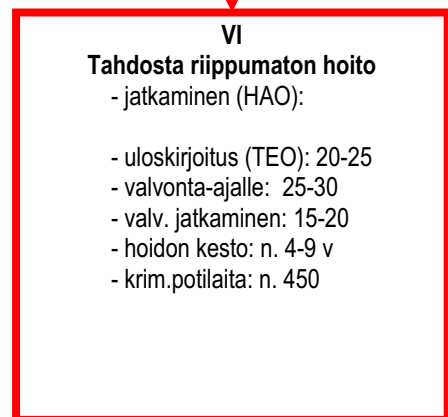 VI
Tahdosta riippumaton hoito
- jatkaminen (HAO):
- uloskirjoitus (TEO): 20-25
- valvonta-ajalle: 25-30
- valv. jatkaminen: 15-20
- hoidon kesto: n. 4-9 v
- krim.potilaita: n. 450